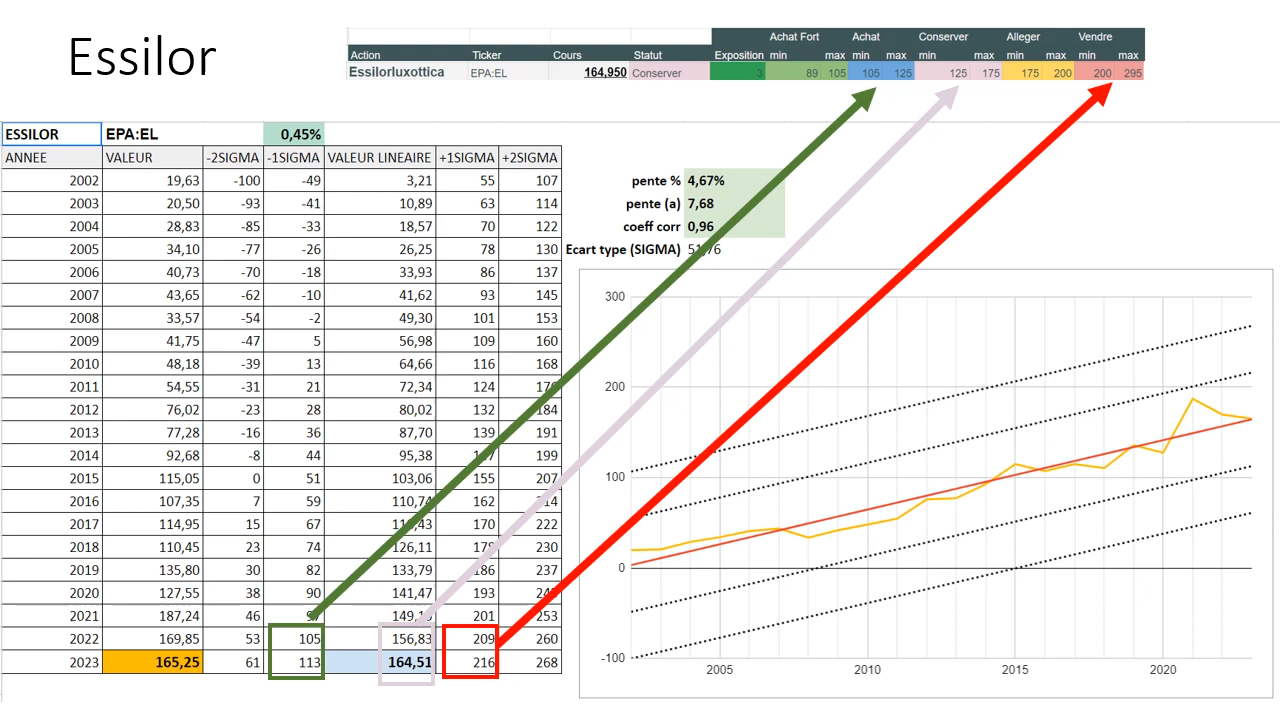 Essilor
Achat Fort Achat Conserver Alleger Vendre
Action Ticker Cours Statut Exposition min max min max min max min max min max
Essilorluxottica EPA:EL 164,950 Conserver 3 89 105 105 125 125 175 175 200 200 295
ESSILOR EPA:EL 0,45%
ANNEE VALEUR -2SIGMA -1SIGMA VALEUR LINEAIRE +1SIGMA +2SIGMA
2002 19,63 -100 -49 3,21 55 107
2003 20,50 -93 -41 10,89 63 114
2004 28,83 -85 -33 18,57 70 122
2005 34,10 -77 -26 26,25 78 130
2006 40,73 -70 -18 33,93 86 137
2007 43,65 -62 -10 41,62 93 145
2008 33,57 -54 -2 49,30 101 153
2009 41,75 -47 5 56,98 109 160
2010 48,18 -39 13 64,66 116 168
2011 54,55 -31 21 72,34 124
2012 76,02 -23 28 80,02 132 184
2013 77,28 -16 36 87,70 139 191
2014 92,68 -8 44 95,38 199
2015 115,05 0 51 103,06 155 207
2016 107,35 7 59 110,74 162
2017 114,95 15 67 170 222
2018 110,45 23 74 126,11 230
2019 135,80 30 82 133,79 186 237
2020 127,55 38 90 141,47 193
2021 187,24 46 201 253
2022 169,85 53 105 156,83 209 260
2023 165,25 61 113 164,51 216 268
pente % 4,67%
pente (a) 7,68
coeff corr 0,96
Ecart type (SIGMA)
300
200
100
0
-100
2005 2010 2015 2020